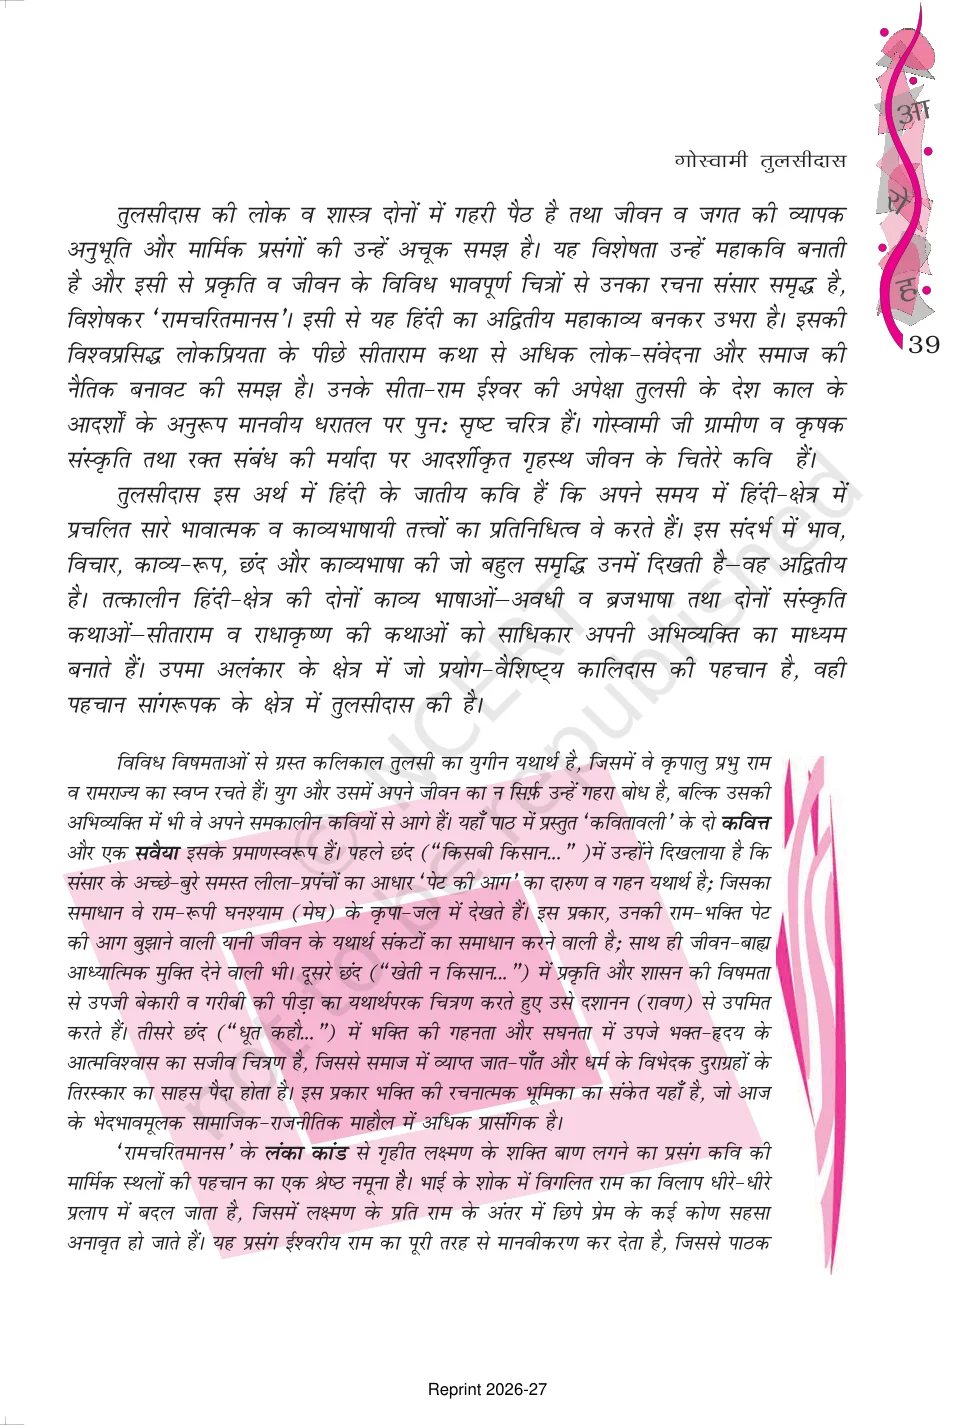 गोस्वामी तुलसीदास
आ
रो
ह
39
तुलसीदास की लोक व शास्त्र दोनों में गहरी पैठ है तथा जीवन व जगत की व्यापक
अनुभूति और मार्मिक प्रसंगों की उन्हें अचूक समझ है। यह विशेषता उन्हें महाकवि बनाती
है और इसी से प्रकृति व जीवन के विविध भावपूर्ण चित्रों से उनका रचना संसार समृद्ध है,
विशेषकर ‘रामचरितमानस’। इसी से यह हिंदी का अद्वितीय महाकाव्य बनकर उभरा है। इसकी
विश्वप्रसिद्ध लोकप्रियता के पीछे सीताराम कथा से अधिक लोक-संवेदना और समाज की
नैतिक बनावट की समझ है। उनके सीता-राम ईश्वर की अपेक्षा तुलसी के देश काल के
आदर्शों के अनुरूप मानवीय धरातल पर पुनः सृष्ट चरित्र हैं। गोस्वामी जी ग्रामीण व कृषक
संस्कृति तथा रक्त संबंध की मर्यादा पर आदर्शीकृत गृहस्थ जीवन के चितेरे कवि हैं।
तुलसीदास इस अर्थ में हिंदी के जातीय कवि हैं कि अपने समय में हिंदी-क्षेत्र में
प्रचलित सारे भावात्मक व काव्यभाषायी तत्त्वों का प्रतिनिधित्व वे करते हैं। इस संदर्भ में भाव,
विचार, काव्य-रूप, छंद और काव्यभाषा की जो बहुल समृद्धि उनमें दिखती है—वह अद्वितीय
है। तत्कालीन हिंदी-क्षेत्र की दोनों काव्य भाषाओं—अवधी व ब्रजभाषा तथा दोनों संस्कृति
कथाओं—सीताराम व राधाकृष्ण की कथाओं को साधिकार अपनी अभिव्यक्ति का माध्यम
बनाते हैं। उपमा अलंकार के क्षेत्र में जो प्रयोग-वैशिष्ट्य कालिदास की पहचान है, वही
पहचान सांगरूपक के क्षेत्र में तुलसीदास की है।
विविध विषमताओं से ग्रस्त कलिकाल तुलसी का युगीन यथार्थ है, जिसमें वे कृपालु प्रभु राम
व रामराज्य का स्वप्न रचते हैं। युग और उसमें अपने जीवन का न सिर्फ़ उन्हें गहरा बोध है, बल्कि उसकी
अभिव्यक्ति में भी वे अपने समकालीन कवियों से आगे हैं। यहाँ पाठ में प्रस्तुत ‘कवितावली’ के दो कवित्त
और एक सवैया इसके प्रमाणस्वरूप हैं। पहले छंद (“किसबी किसान...” )में उन्होंने दिखलाया है कि
संसार के अच्छे-बुरे समस्त लीला-प्रपंचों का आधार ‘पेट की आग’ का दारुण व गहन यथार्थ है; जिसका
समाधान वे राम-रूपी घनश्याम (मेघ) के कृपा-जल में देखते हैं। इस प्रकार, उनकी राम-भक्ति पेट
की आग बुझाने वाली यानी जीवन के यथार्थ संकटों का समाधान करने वाली है; साथ ही जीवन-बाह्य
आध्यात्मिक मुक्ति देने वाली भी। दूसरे छंद (“खेती न किसान...”) में प्रकृति और शासन की विषमता
से उपजी बेकारी व गरीबी की पीड़ा का यथार्थपरक चित्रण करते हुए उसे दशानन (रावण) से उपमित
करते हैं। तीसरे छंद (“धूत कहौ...”) में भक्ति की गहनता और सघनता में उपजे भक्त-हृदय के
आत्मविश्वास का सजीव चित्रण है, जिससे समाज में व्याप्त जात-पाँत और धर्म के विभेदक दुराग्रहों के
तिरस्कार का साहस पैदा होता है। इस प्रकार भक्ति की रचनात्मक भूमिका का संकेत यहाँ है, जो आज
के भेदभावमूलक सामाजिक-राजनीतिक माहौल में अधिक प्रासंगिक है।
‘रामचरितमानस’ के लंका कांड से गृहीत लक्ष्मण के शक्ति बाण लगने का प्रसंग कवि की
मार्मिक स्थलों की पहचान का एक श्रेष्ठ नमूना है। भाई के शोक में विगलित राम का विलाप धीरे-धीरे
प्रलाप में बदल जाता है, जिसमें लक्ष्मण के प्रति राम के अंतर में छिपे प्रेम के कई कोण सहसा
अनावृत हो जाते हैं। यह प्रसंग ईश्वरीय राम का पूरी तरह से मानवीकरण कर देता है, जिससे पाठक
© NCERT
not to be republished
Reprint 2026-27